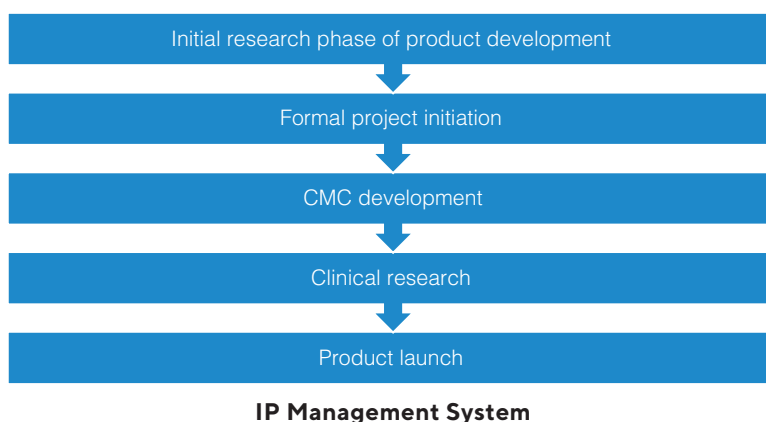 Initial research phase of product development
Formal project initiation
CMC development
Clinical research
Product launch
IP Management System